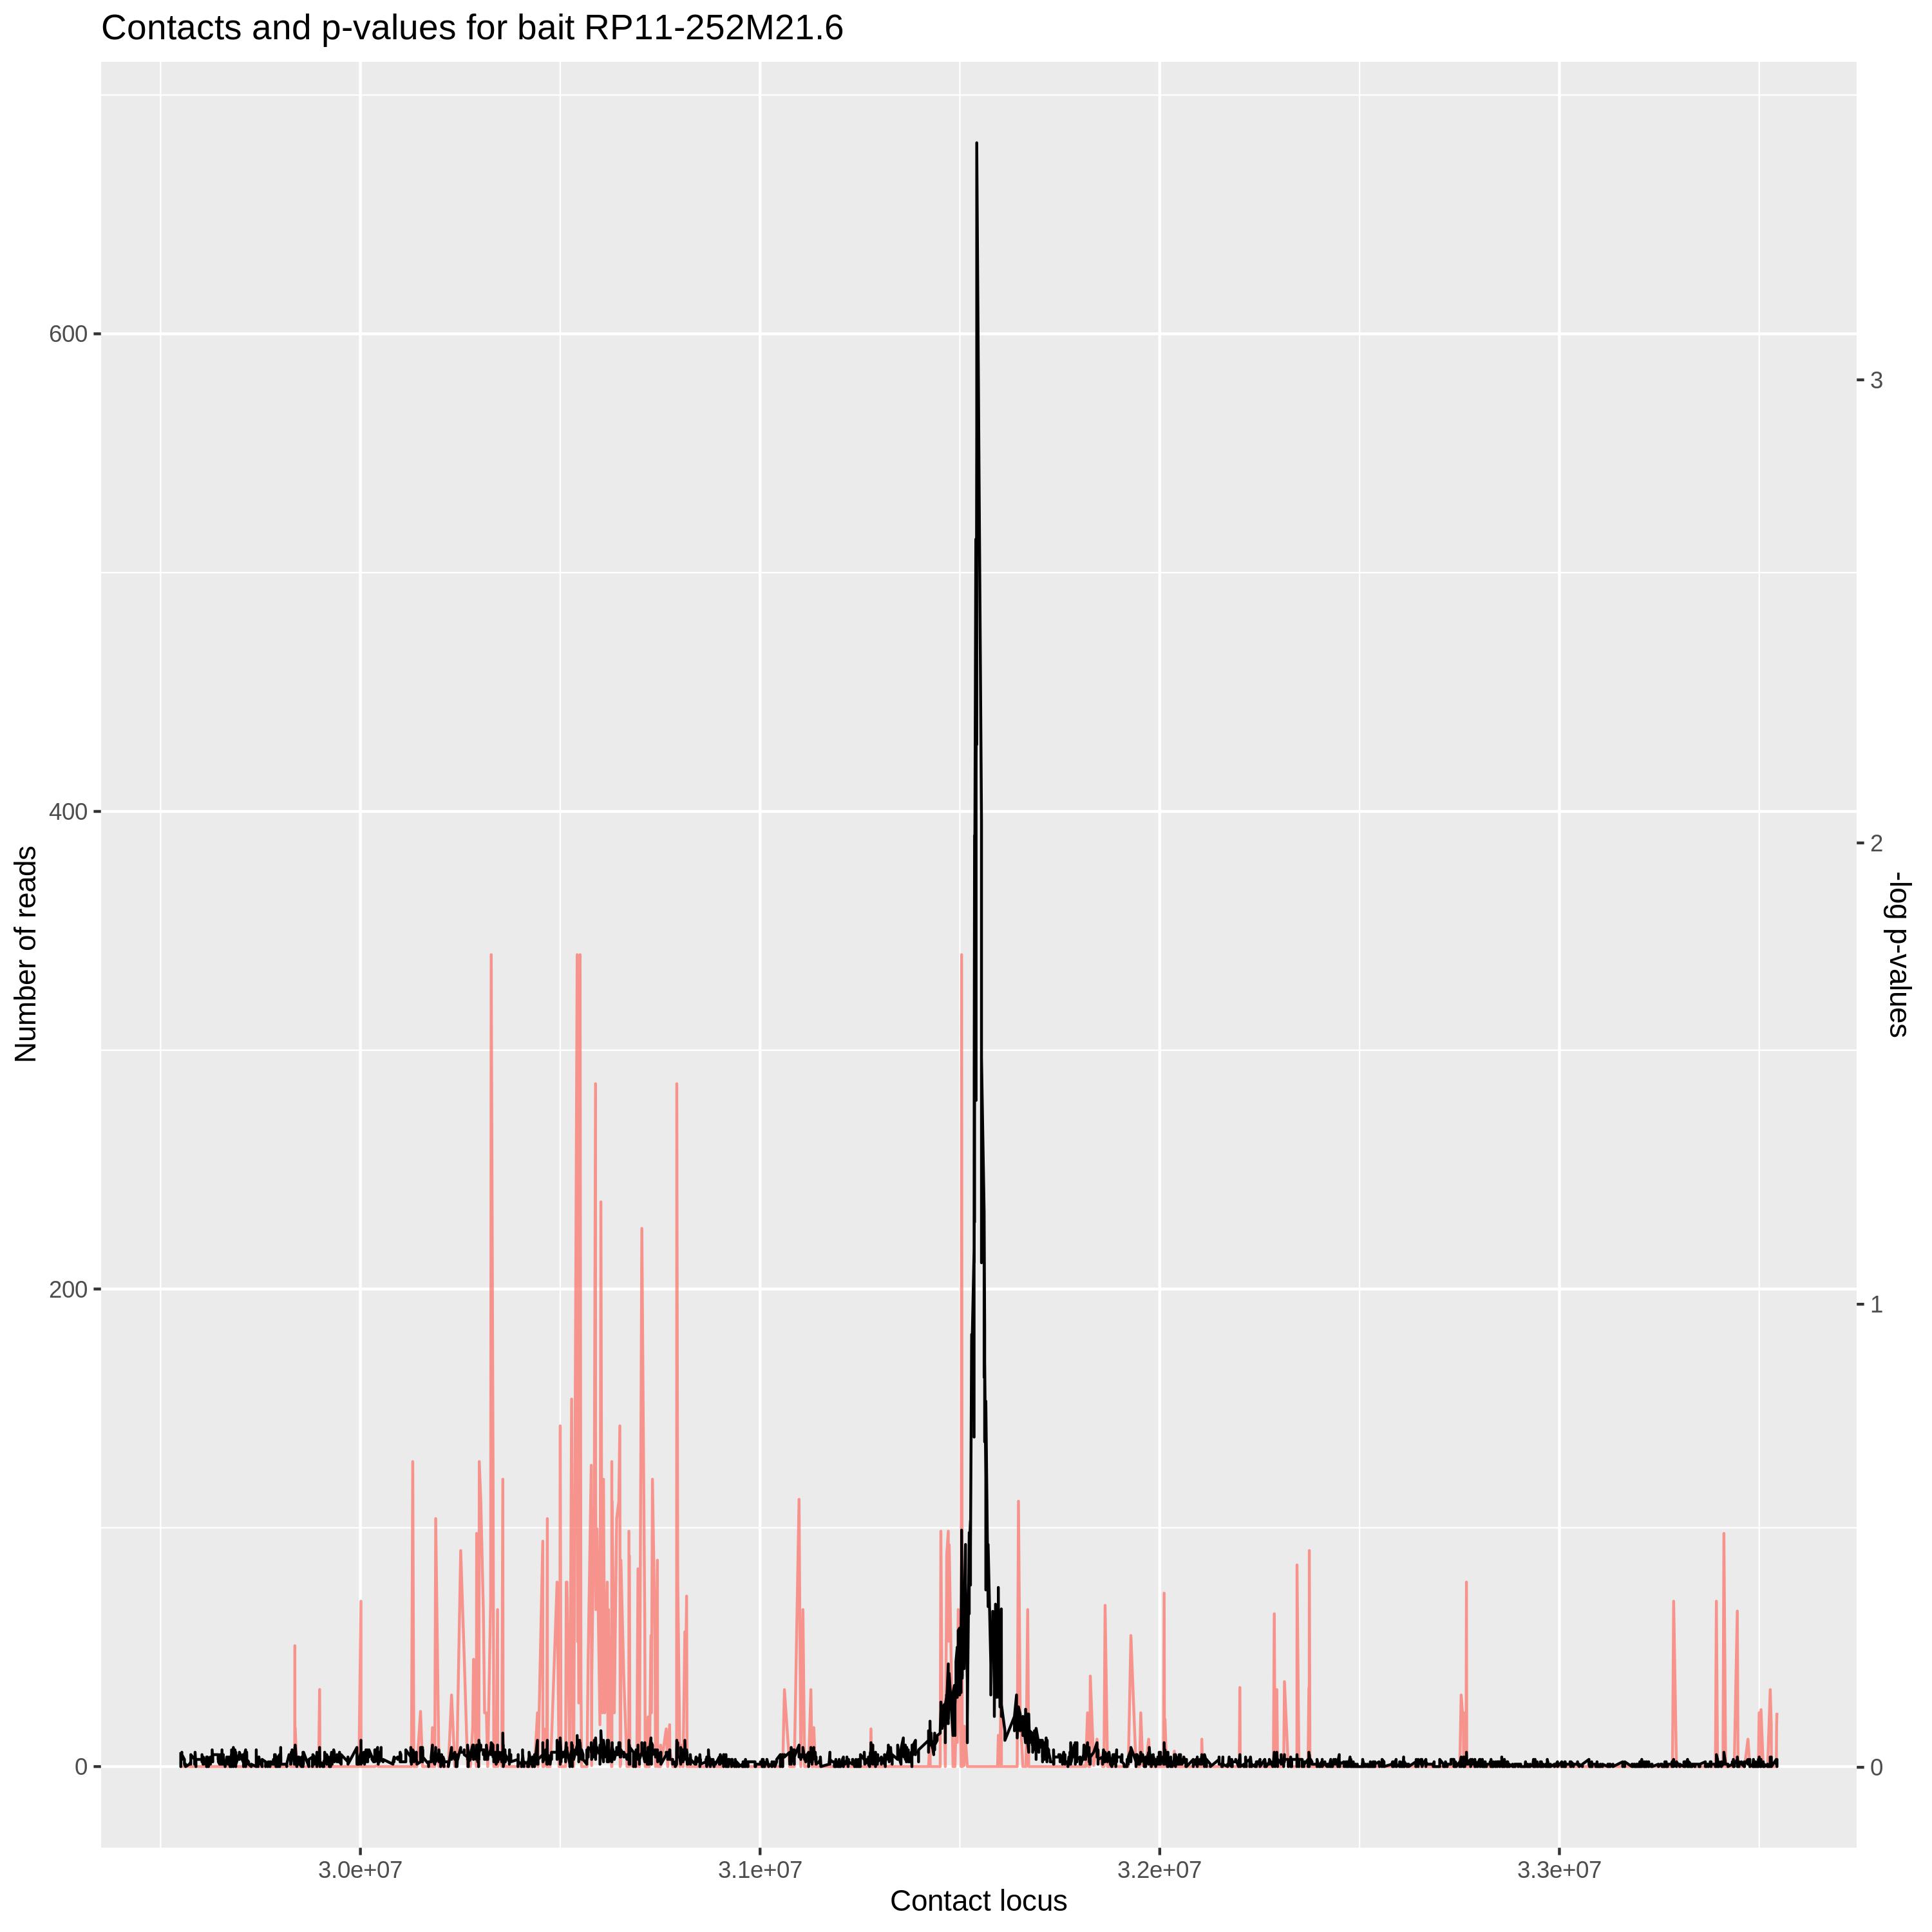 Contacts and p-values for bait RP11-252M21.6
600
400
200
0
Number of reads
3
2
1
0
-log p-values
3.0e+07
3.1e+07
3.2e+07
3.3e+07
Contact locus